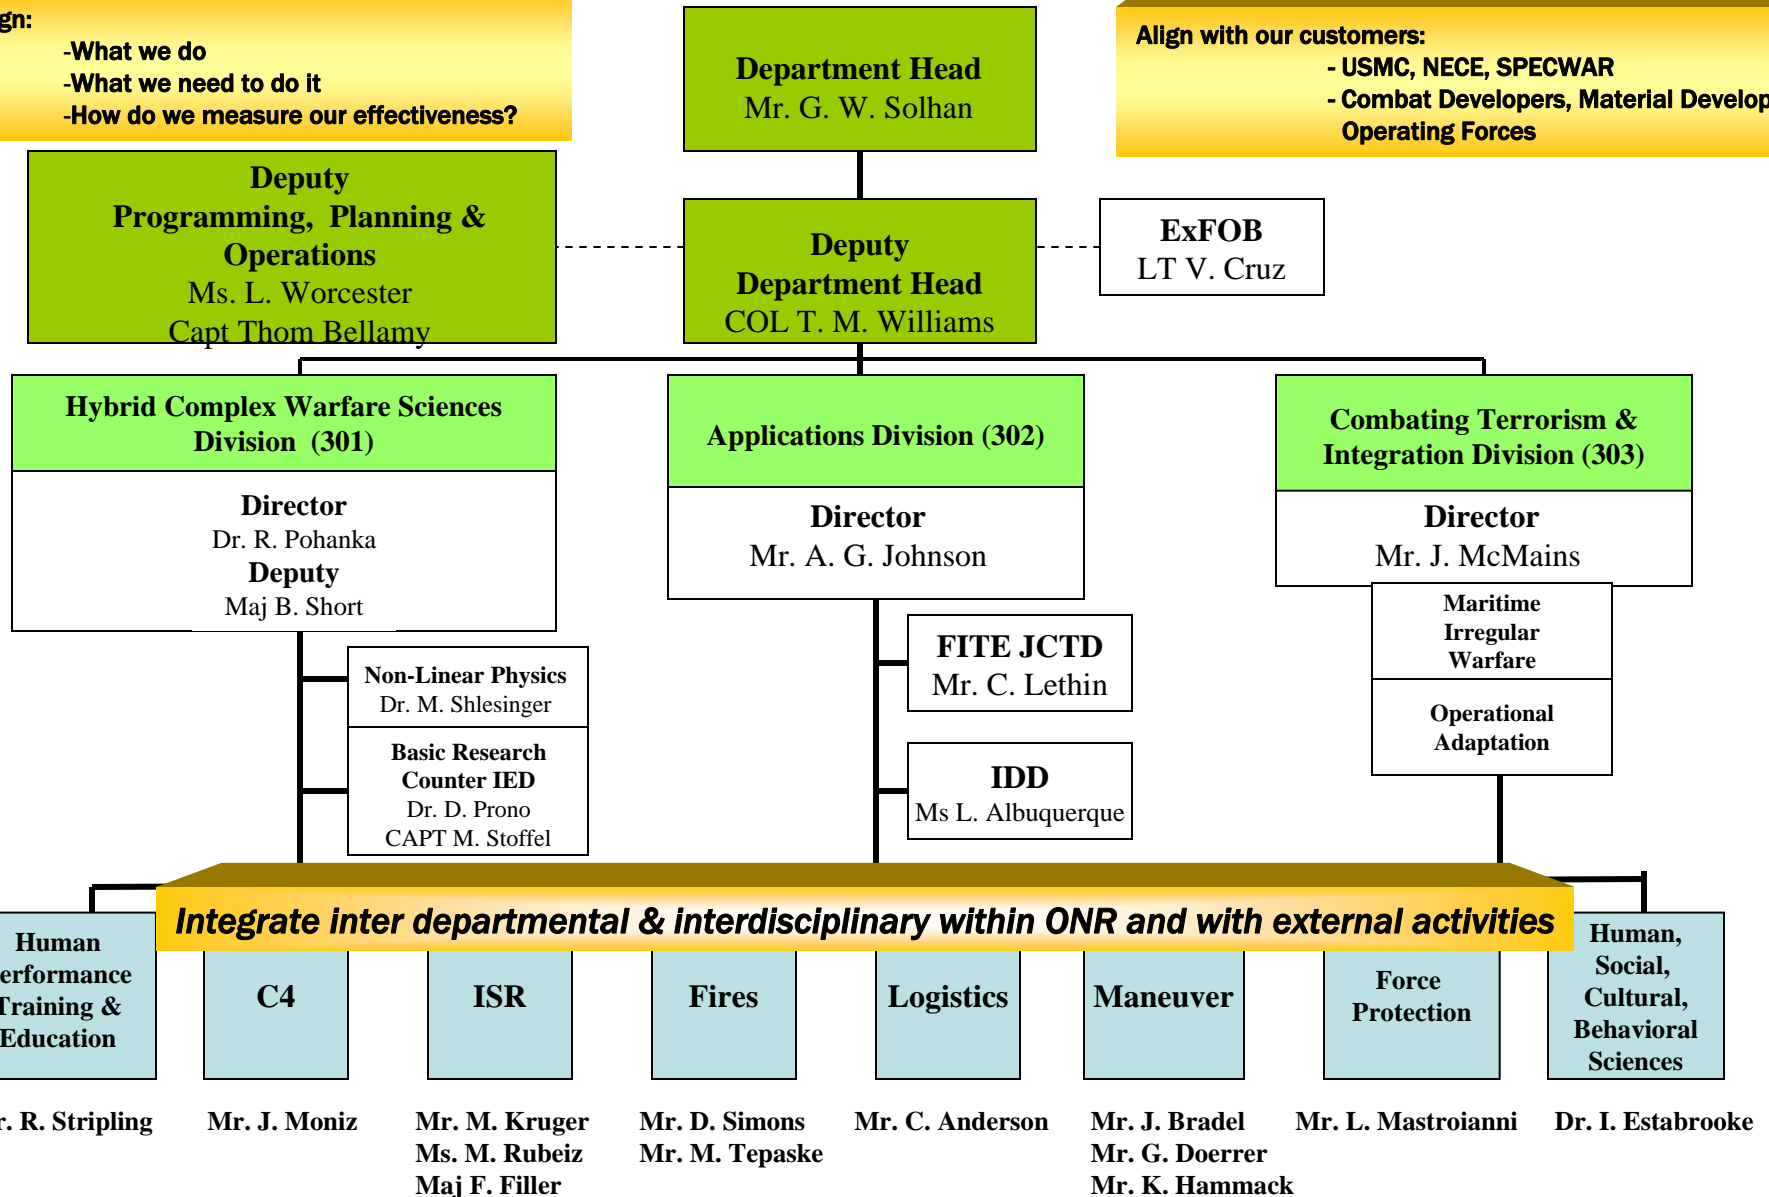 -What we do
-What we need to do it
-How do we measure our effectiveness?
Department Head
Mr. G. W. Solhan
Align with our customers:
- USMC, NECE, SPECWAR
- Combat Developers, Material
Operating Forces
Deputy
Programming, Planning &
Operations
Ms. L. Worcester
Capt Thom Bellamy
Deputy
Department Head
COL T. M. Williams
ExFOB
LT V. Cruz
Hybrid Complex Warfare Sciences
Division (301)
Director
Dr. R. Pohanka
Deputy
Maj B. Short
Applications Division (302)
Director
Mr. A. G. Johnson
Combating Terrorism &
Integration Division (303)
Director
Mr. J. McMains
Maritime
Irregular
Warfare
Operational
Adaptation
Non-Linear Physics
Dr. M. Shlesinger
Basic Research
Counter IED
Dr. D. Prono
CAPT M. Stoffel
FITE JCTD
Mr. C. Lethin
IDD
Ms L. Albuquerque
Integrate inter departmental & interdisciplinary within ONR and with external activities
Human
erformance
Training &
Education
C4
ISR
Fires
Logistics
Maneuver
Force
Protection
Human,
Social,
Cultural,
Behavioral
Sciences
R. Stripling
Mr. J. Moniz
Mr. M. Kruger
Ms. M. Rubeiz
Maj F. Filler
Mr. D. Simons
Mr. M. Tepaske
Mr. C. Anderson
Mr. J. Bradel
Mr. G. Doerrer
Mr. K. Hammack
Mr. L. Mastroianni
Dr. I. Estabrooke